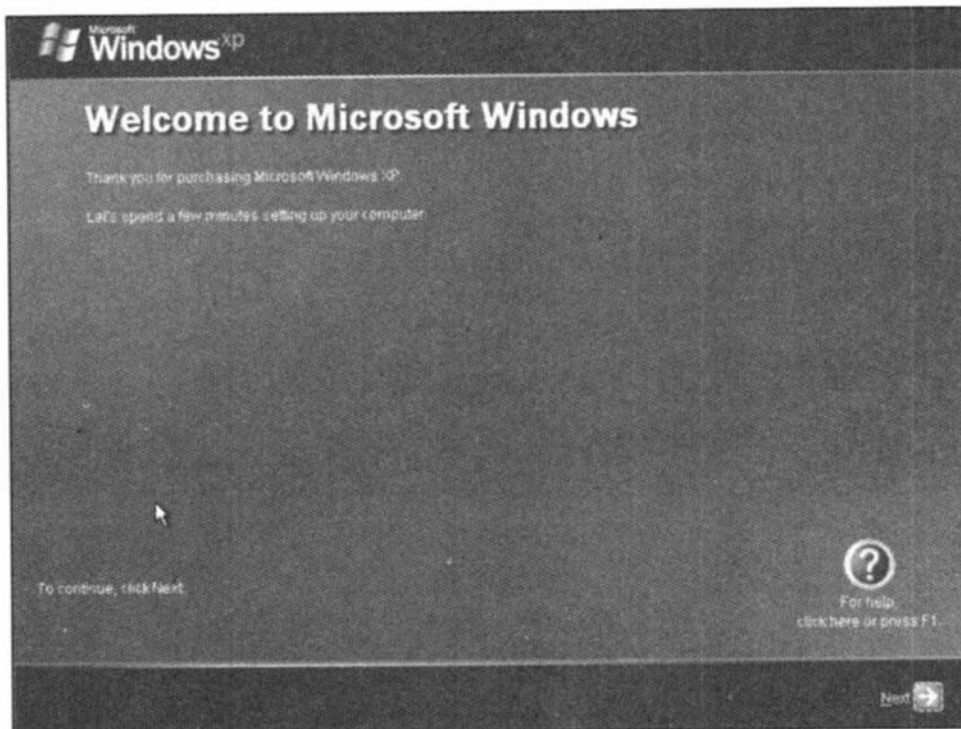 Microsoft
Windows xp
Welcome to Microsoft Windows
Thank you for purchasing Microsoft Windows XP.
Let's spend a few minutes setting up your computer.
To continue, click Next.
For help,
click here or press F1.
Next